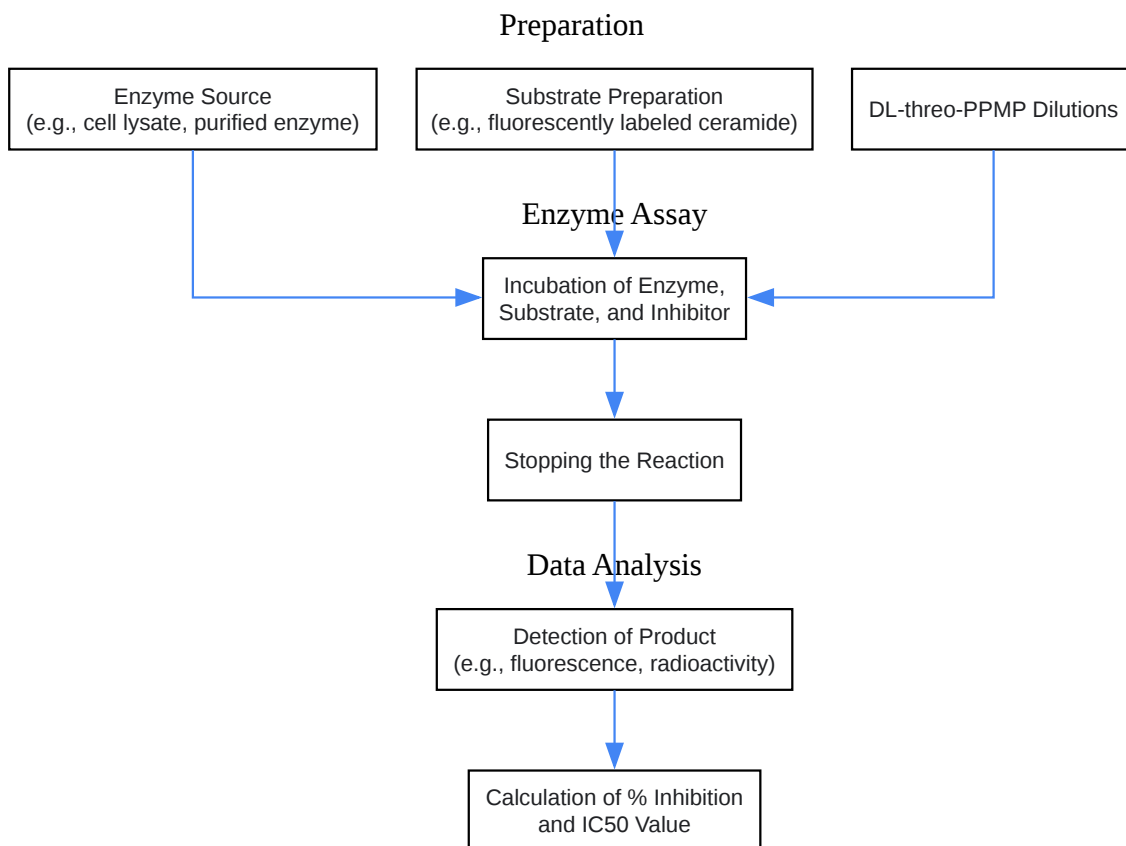 Preparation
Enzyme Source
(e.g., cell lysate, purified enzyme)
Substrate Preparation
(e.g., fluorescently labeled ceramide)
DL-threo-PPMP Dilutions
Enzyme Assay
Incubation of Enzyme,
Substrate, and Inhibitor
Stopping the Reaction
Data Analysis
Detection of Product
(e.g., fluorescence, radioactivity)
Calculation of % Inhibition
and IC50 Value